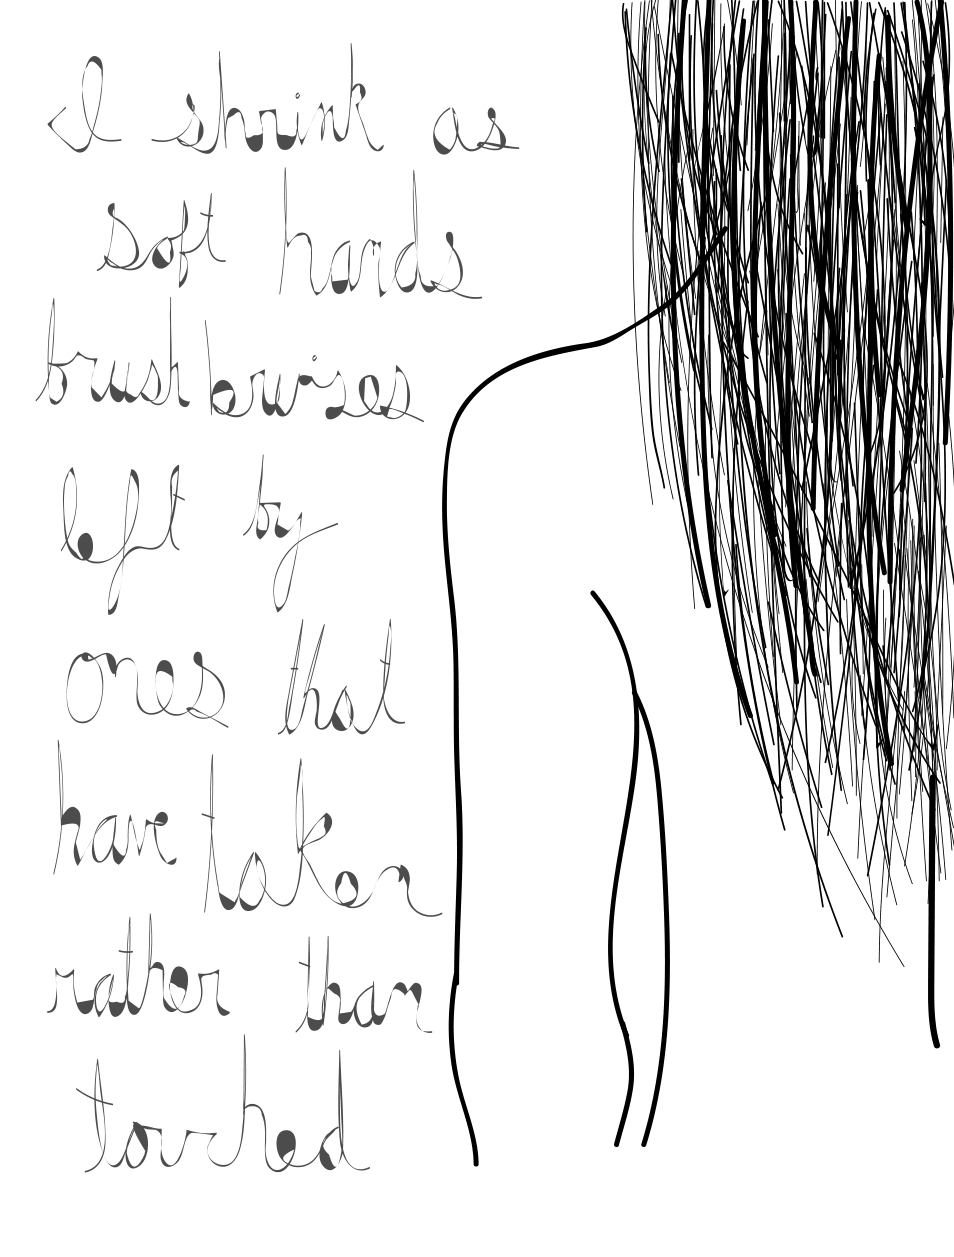 I shrink as
soft hands
brush bruises
left by
ones that
have taken
rather than
touched